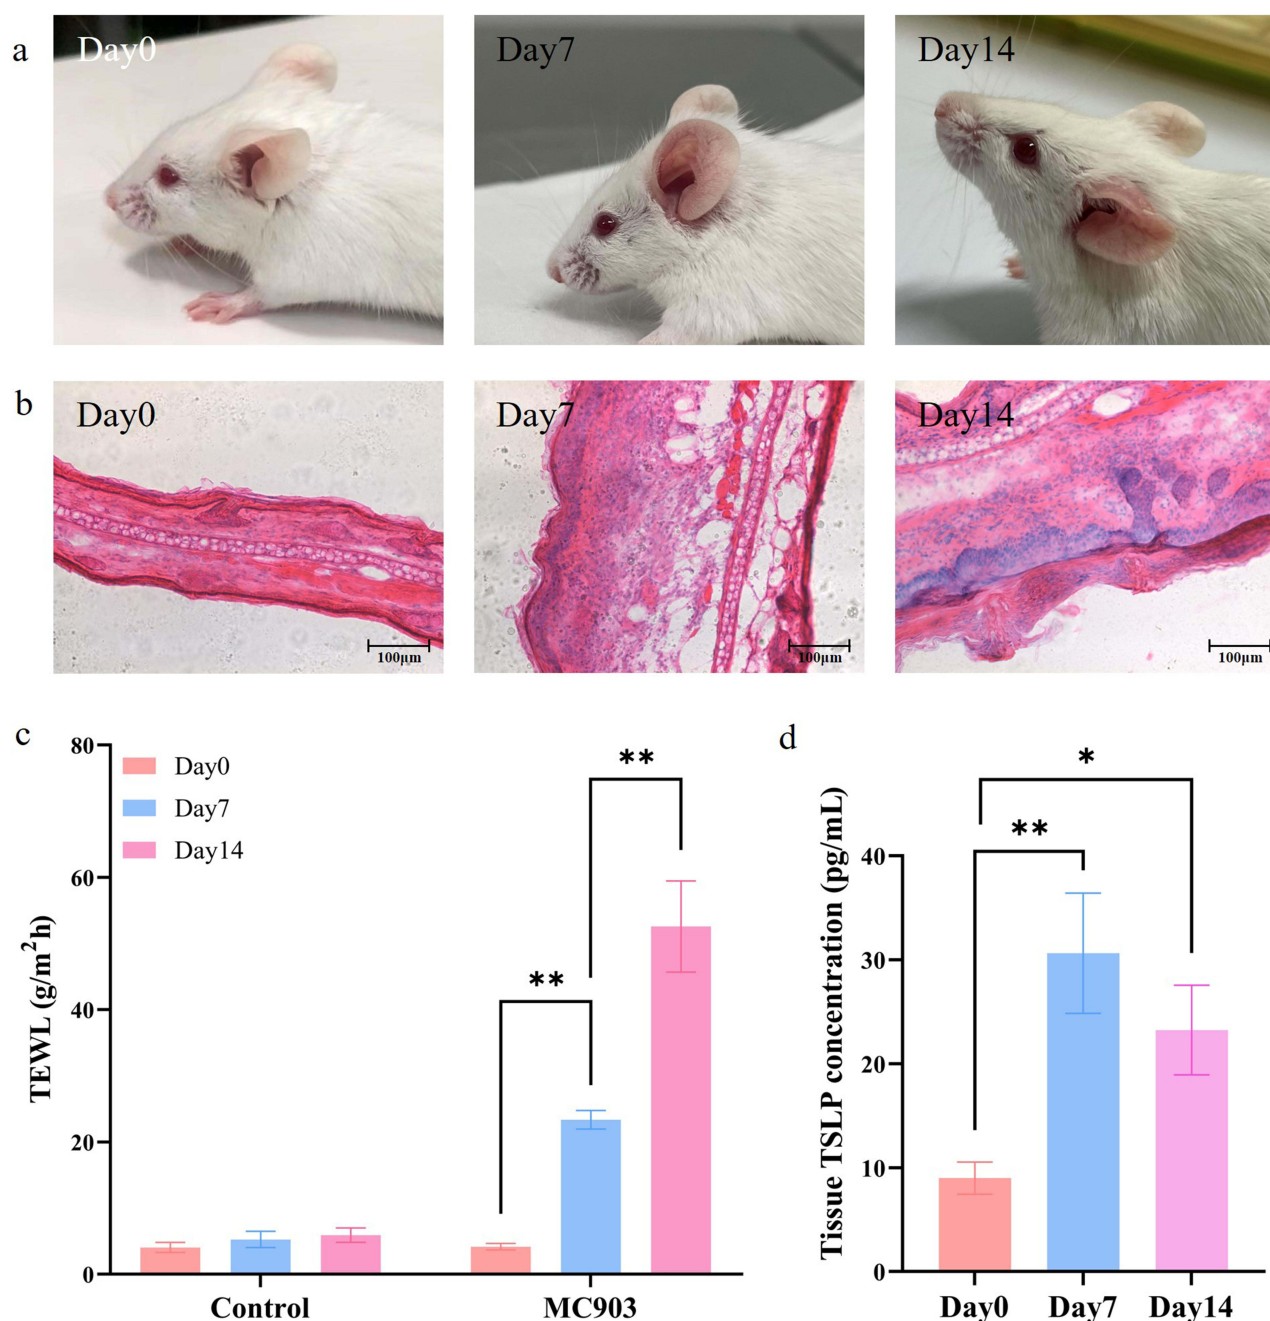 a
Day0
Day7
Day14
b
Day0
Day7
Day14
100μm
100μm
100μm
c
TEWL (g/m²h)
80
60
40
20
0
Day0
Day7
Day14
**
**
Control
MC903
d
Tissue TSLP concentration (pg/mL)
40
30
20
10
0
*
**
Day0
Day7
Day14